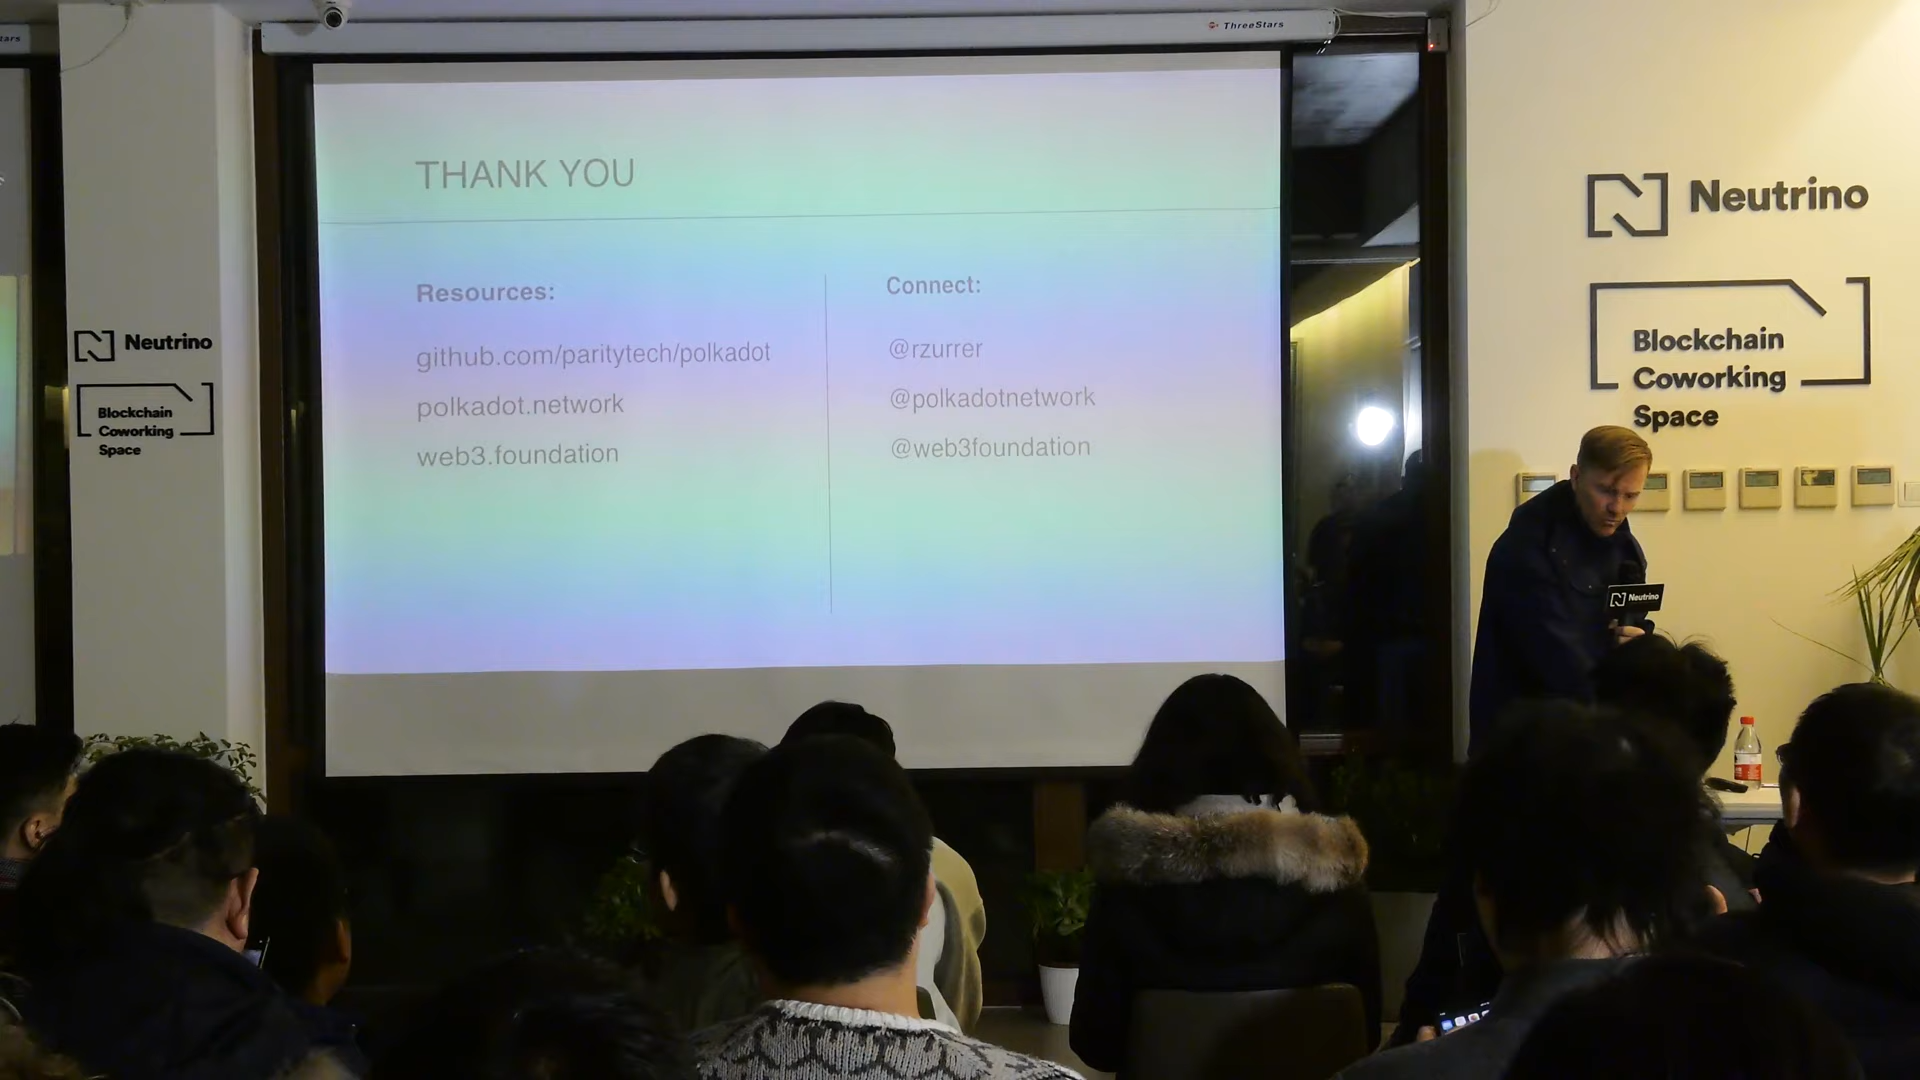 ThreeStars
THANK YOU
Resources:
github.com/paritytech/polkadot
polkadot.network
web3.foundation
Connect:
@rzurrer
@polkadotnetwork
@web3foundation
Neutrino
Blockchain
Coworking
Space
Neutrino
Blockchain
Coworking
Space
Neutrino